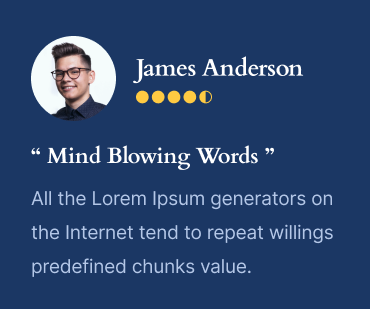 James Anderson
“ Mind Blowing Words ”
All the Lorem Ipsum generators on
the Internet tend to repeat willings
predefined chunks value.